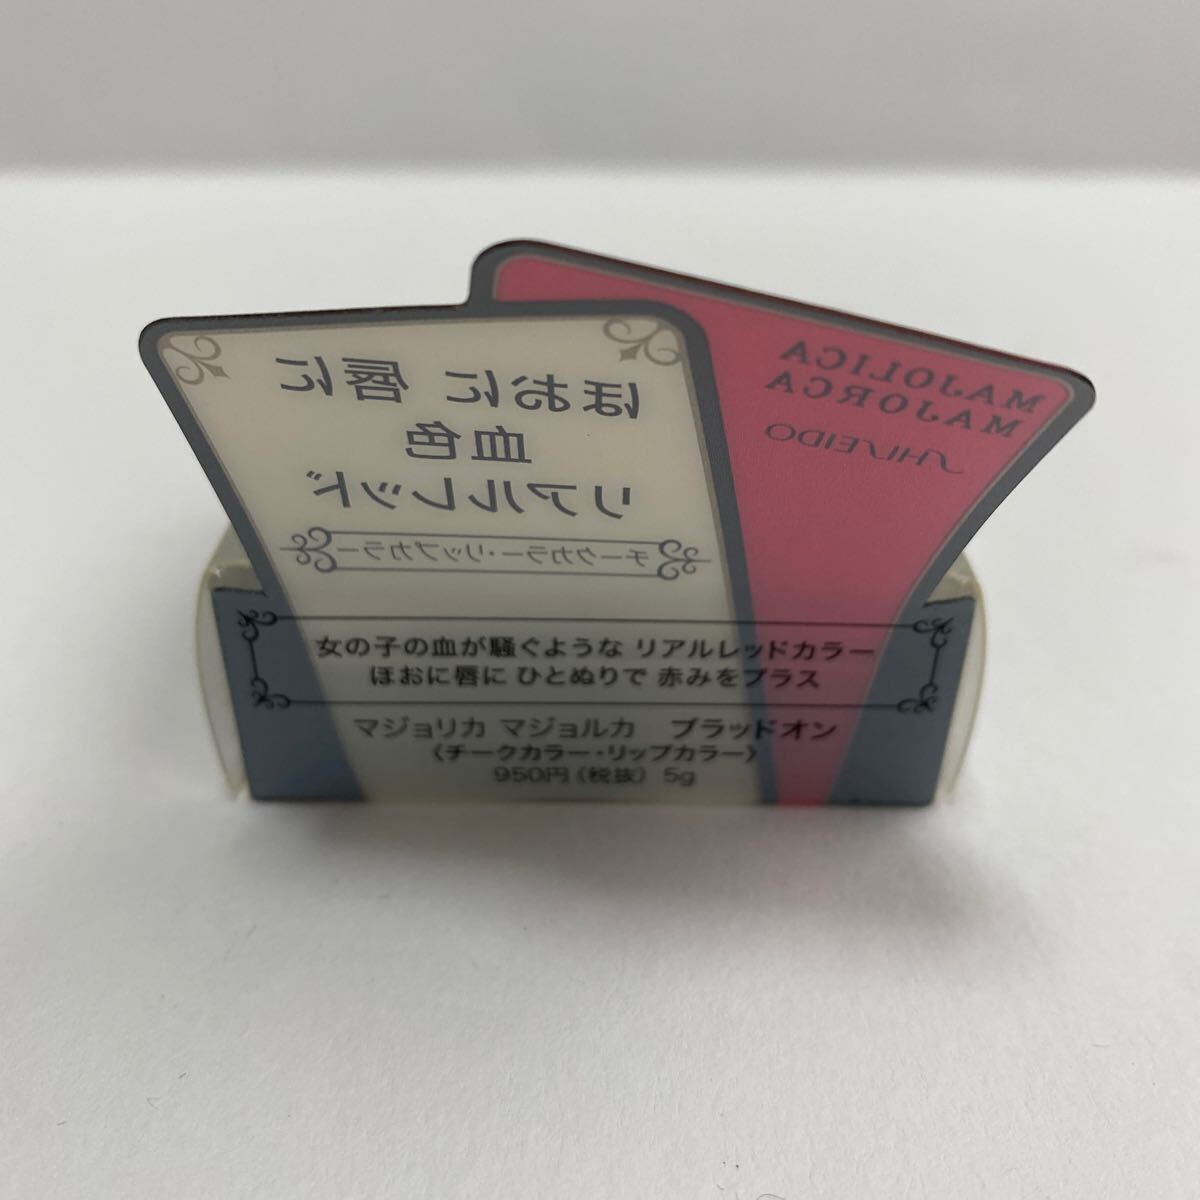 MAJOLICA
MAJORCA
SHISEIDO
ほおに 唇に
血色
リアルレッド
チークカラー・リップカラー
女の子の血が騒ぐような リアルレッドカラー
ほおに唇に ひとぬりで 赤みをプラス
マジョリカ マジョルカ ブラッドオン
〈チークカラー・リップカラー〉
950円（税抜） 5g